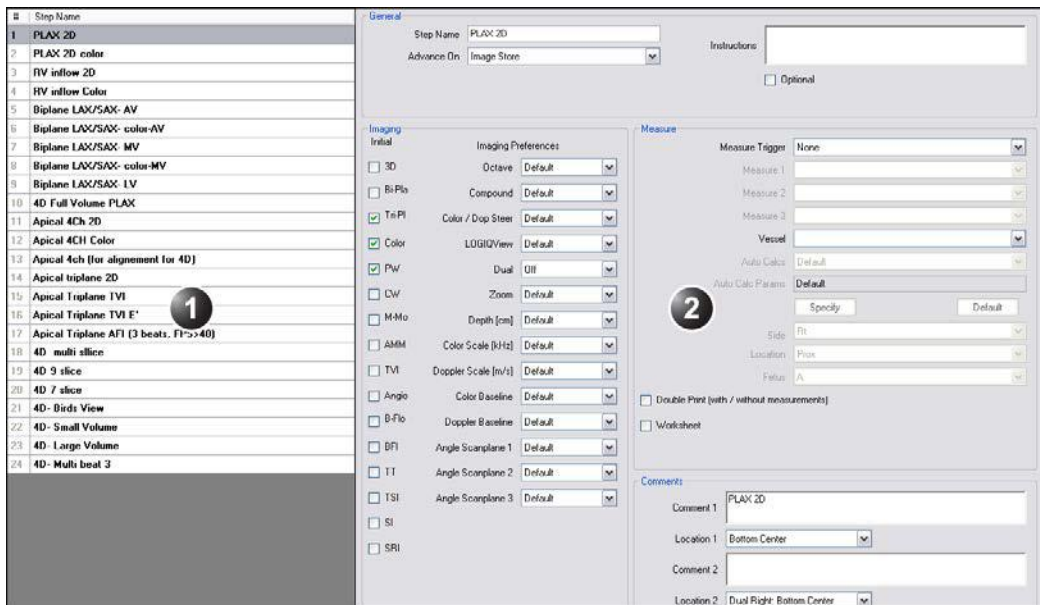 # Step Name
1 PLAX 2D
2 PLAX 2D color
3 RV inflow 2D
4 RV inflow Color
5 Biplane LAX/SAX- AV
6 Biplane LAX/SAX- color-AV
7 Biplane LAX/SAX- MV
8 Biplane LAX/SAX- color-MV
9 Biplane LAX/SAX- LV
10 4D Full Volume PLAX
11 Apical 4Ch 2D
12 Apical 4CH Color
13 Apical 4ch (for alignement for 4D)
14 Apical triplane 2D
15 Apical Triplane TVI
16 Apical Triplane TVI E'
17 Apical Triplane AFI (3 beats, FPS>40)
18 4D multi sllice
19 4D 9 slice
20 4D 7 slice
21 4D- Birds View
22 4D- Small Volume
23 4D- Large Volume
24 4D- Multi beat 3
1
General
Step Name PLAX 2D
Advance On Image Store
Instructions
Optional
Imaging
Initial Imaging Preferences
3D Octave Default
Bi-Pla Compound Default
Tri-Pl Color / Dop Steer Default
Color LOGIQView Default
PW Dual Off
CW Zoom Default
M-Mo Depth [cm] Default
AMM Color Scale [kHz] Default
TVI Doppler Scale [m/s] Default
Angio Color Baseline Default
B-Flo Doppler Baseline Default
BFI Angle Scanplane 1 Default
TT Angle Scanplane 2 Default
TSI Angle Scanplane 3 Default
SI
SRI
Measure
Measure Trigger None
Measure 1
Measure 2
Measure 3
Vessel
Auto Calcs Default
Auto Calc Params Default
2
Specify Default
Side Rt
Location Prox
Fetus A
Double Print (with / without measurements)
Worksheet
Comments
Comment 1 PLAX 2D
Location 1 Bottom Center
Comment 2
Location 2 Dual Right: Bottom Center